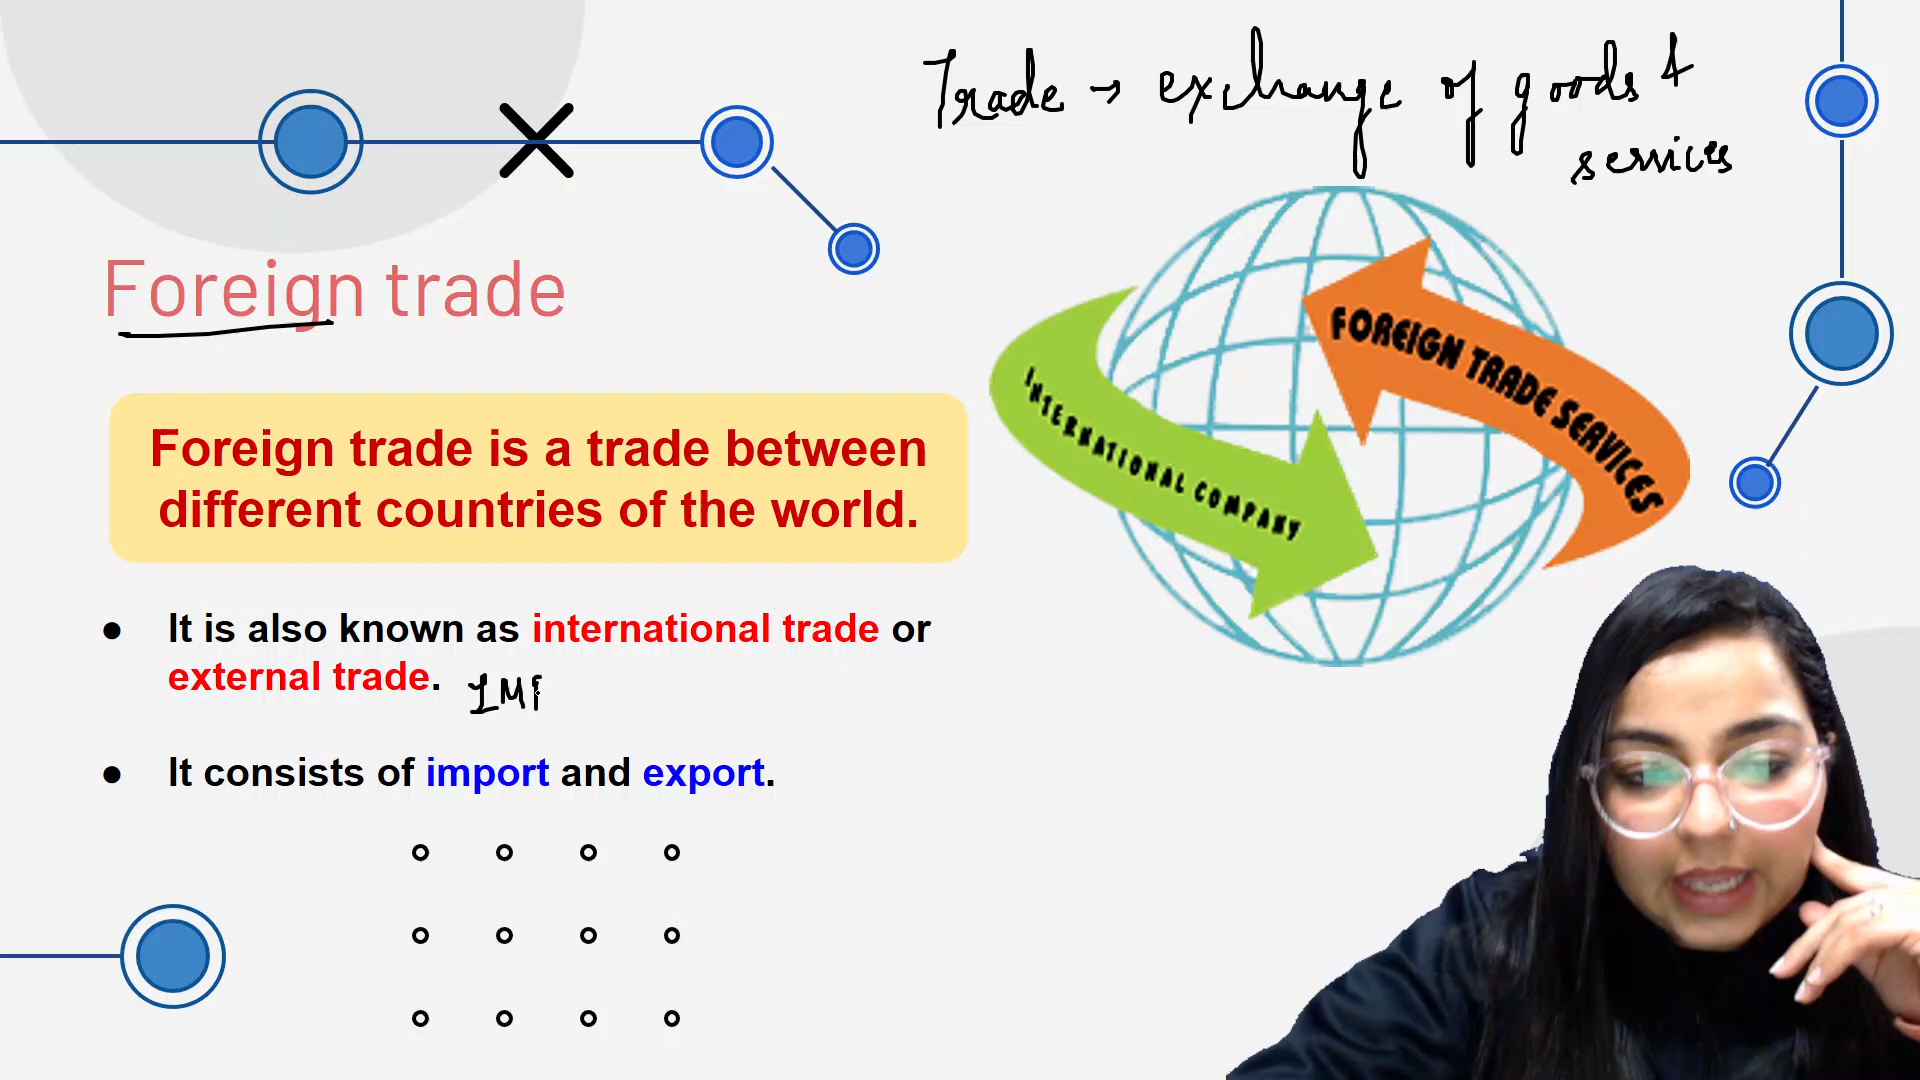 Trade → exchange of goods &
services
Foreign trade
FOREIGN TRADE SERVICES
INTERNATIONAL COMPANY
Foreign trade is a trade between
different countries of the world.
● It is also known as international trade or
external trade. IMP
● It consists of import and export.